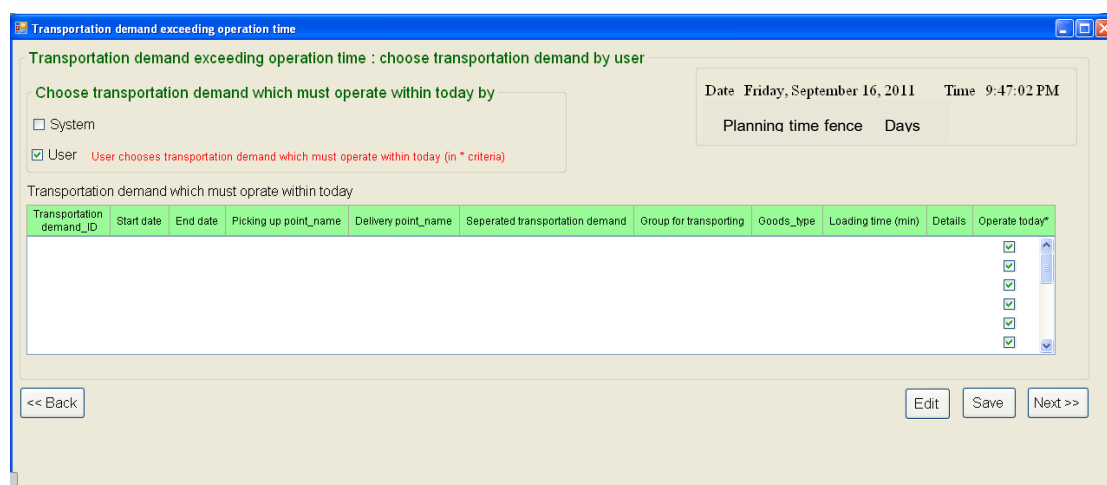 Transportation demand exceeding operation time
Transportation demand exceeding operation time : choose transportation demand by user
Choose transportation demand which must operate within today by
Date Friday, September 16, 2011 Time 9:47:02 PM
System
Planning time fence Days
User User chooses transportation demand which must operate within today (in * criteria)
Transportation demand which must oprate within today
Transportation demand_ID Start date End date Picking up point_name Delivery point_name Seperated transportation demand Group for transporting Goods_type Loading time (min) Details Operate today*
<< Back Edit Save Next >>